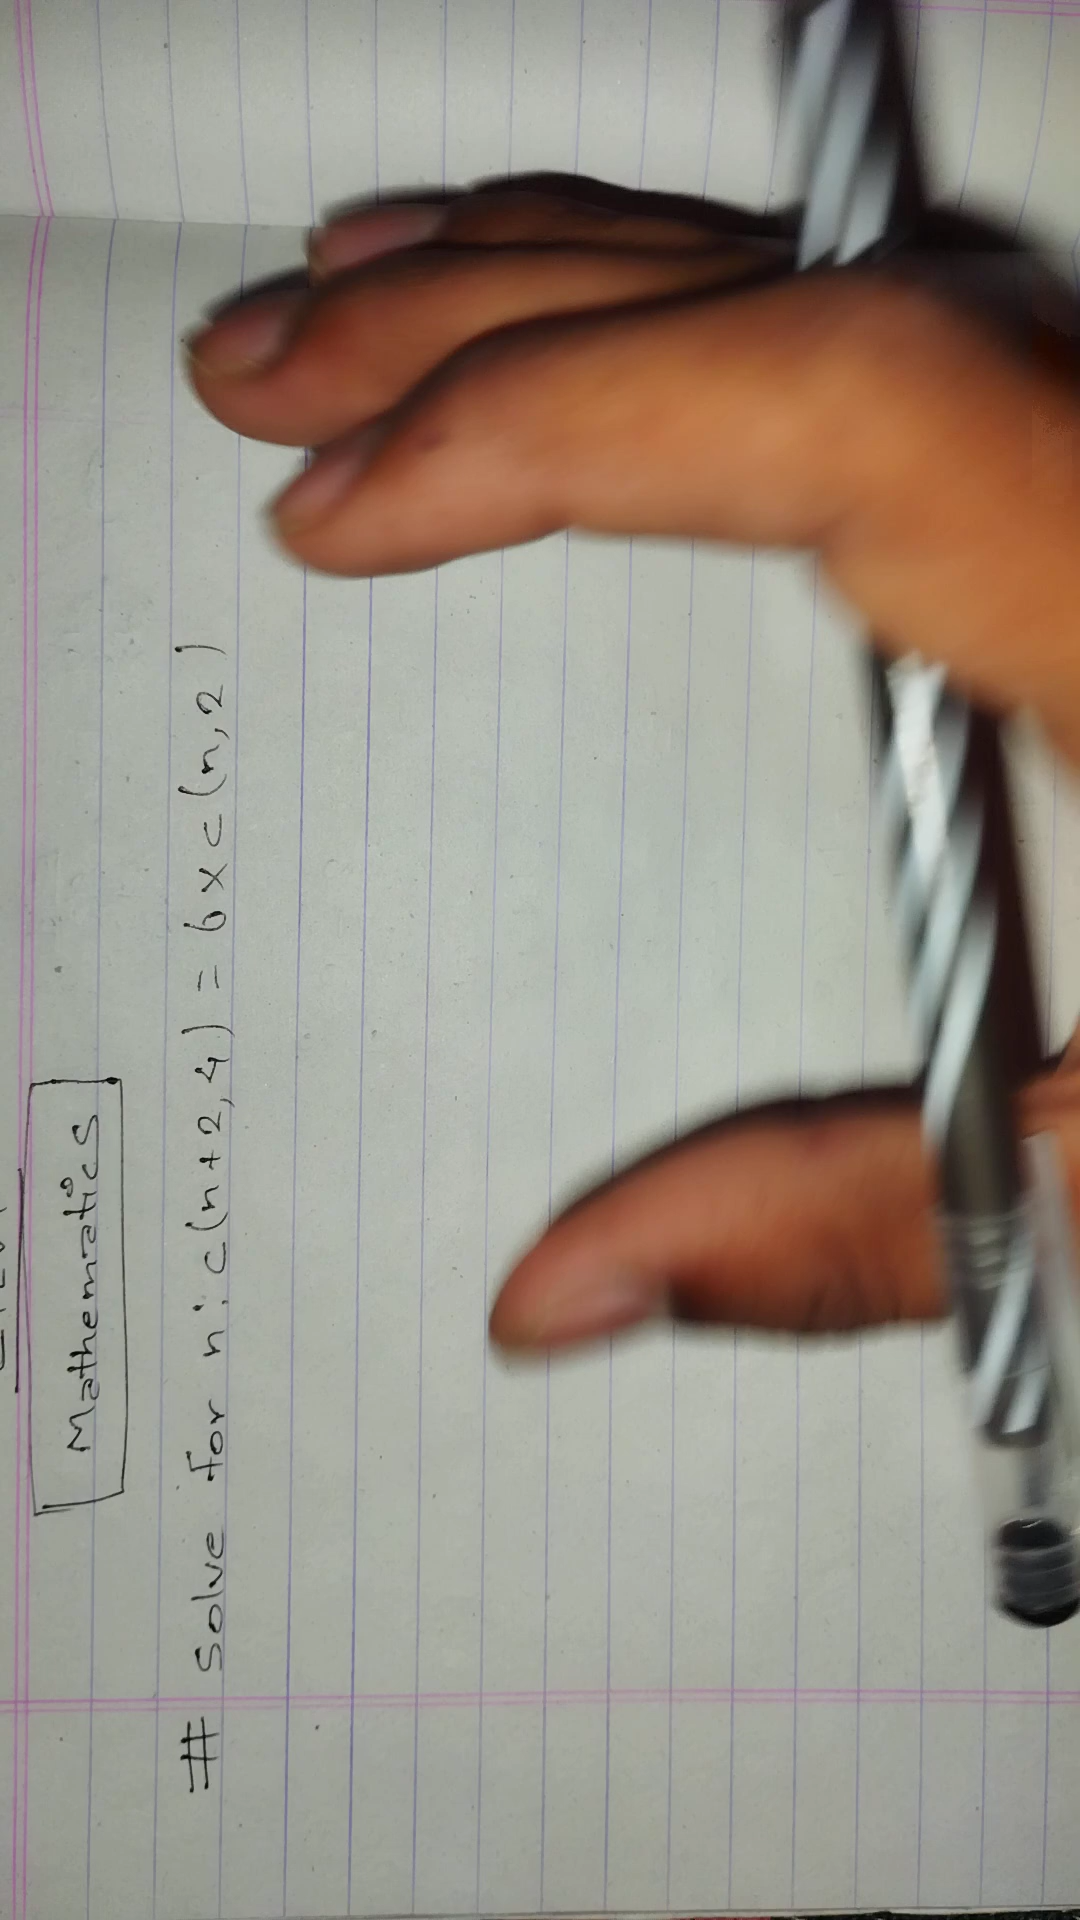 Mathematics
# Solve for n: c(n+2, 4) = 6 x c(n, 2)